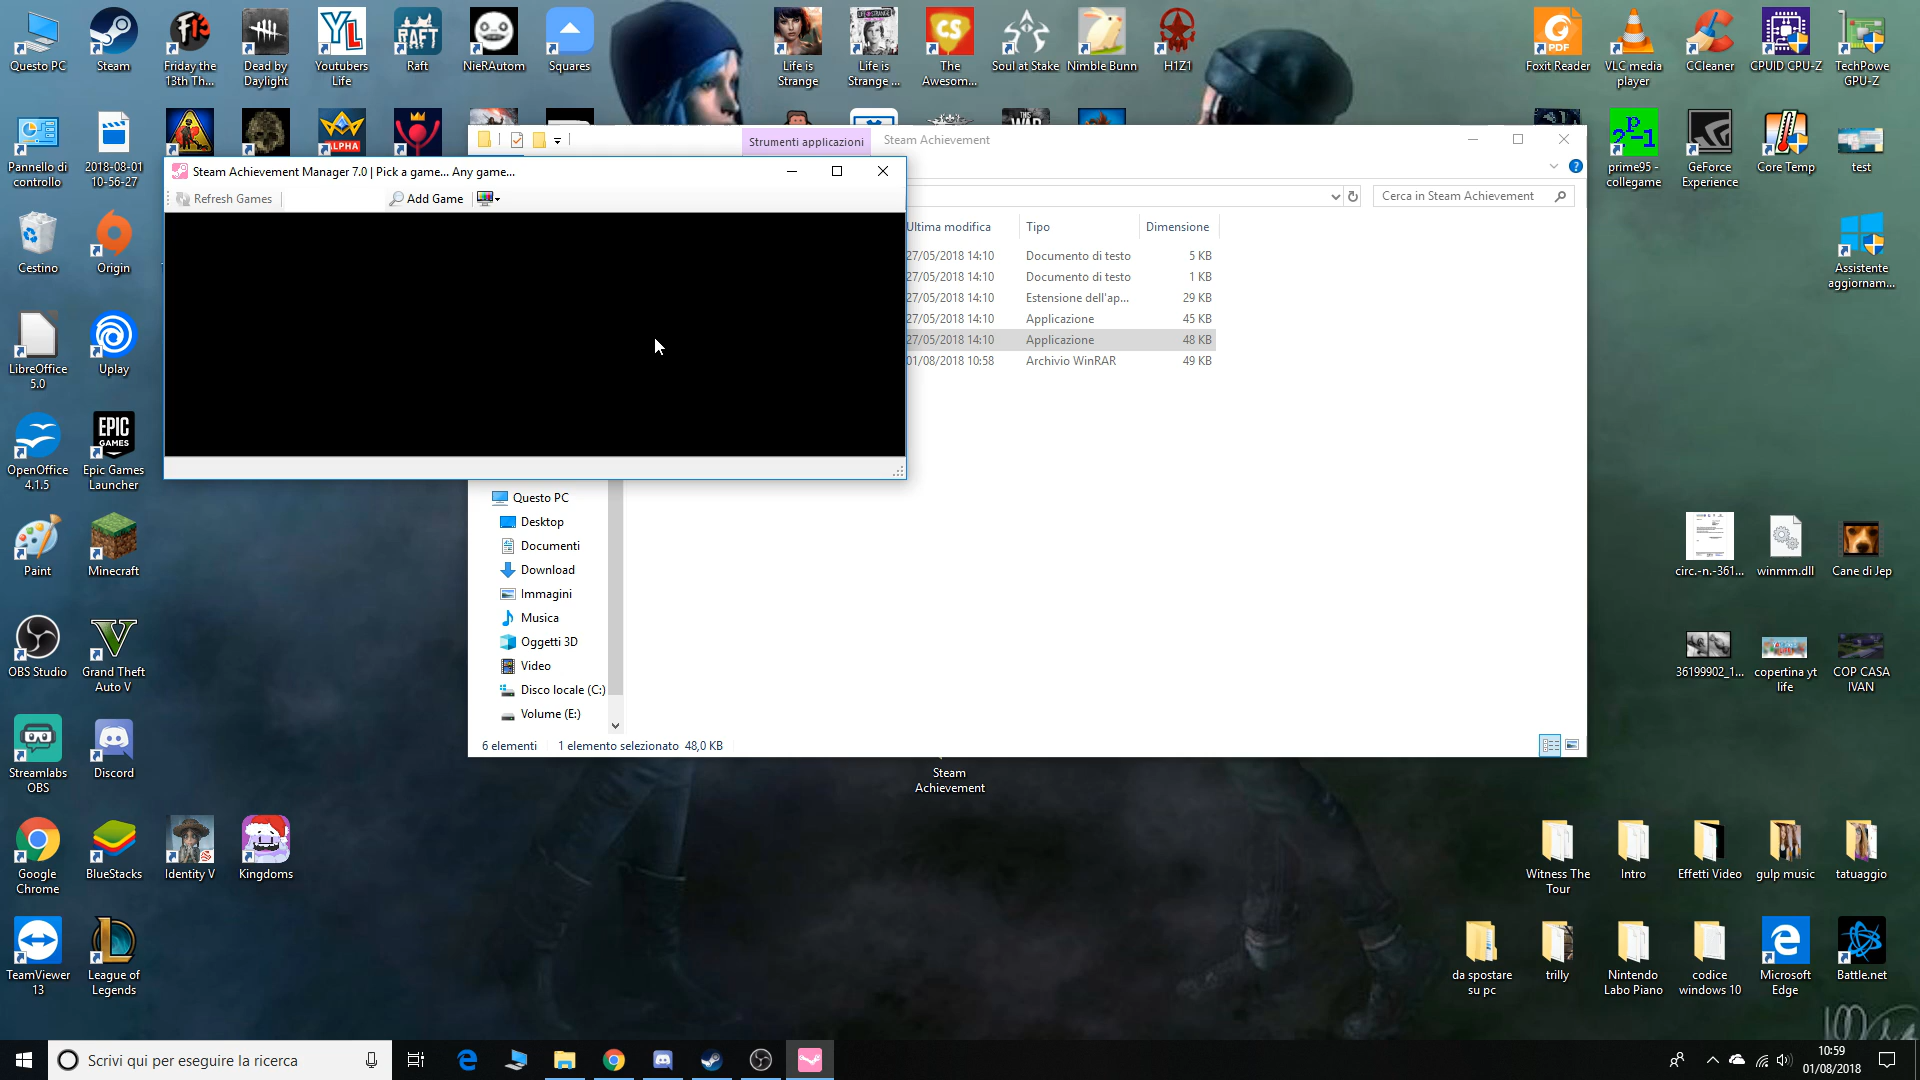 Questo PC
Steam
Friday the
13th Th...
Dead by
Daylight
Youtubers
Life
Raft
NieRAutom
Squares
Life is
Strange
Life is
Strange ...
The
Awesom...
Soul at Stake
Nimble Bunn
H1Z1
Foxit Reader
VLC media
player
CCleaner
CPUID CPU-Z
TechPowe
GPU-Z
Pannello di
controllo
2018-08-01
10-56-27
prime95 -
collegame
GeForce
Experience
Core Temp
test
Strumenti applicazioni
Steam Achievement
Steam Achievement Manager 7.0 | Pick a game... Any game...
Refresh Games
Add Game
Cerca in Steam Achievement
Ultima modifica
Tipo
Dimensione
27/05/2018 14:10
Documento di testo
5 KB
27/05/2018 14:10
Documento di testo
1 KB
27/05/2018 14:10
Estensione dell'ap...
29 KB
27/05/2018 14:10
Applicazione
45 KB
27/05/2018 14:10
Applicazione
48 KB
01/08/2018 10:58
Archivio WinRAR
49 KB
Cestino
Origin
Assistente
aggiornam...
LibreOffice
5.0
Uplay
OpenOffice
4.1.5
Epic Games
Launcher
Questo PC
Desktop
Documenti
Download
Immagini
Musica
Oggetti 3D
Video
Disco locale (C:)
Volume (E:)
6 elementi
1 elemento selezionato
48,0 KB
Paint
Minecraft
circ.-n.-361...
winmm.dll
Cane di Jep
OBS Studio
Grand Theft
Auto V
36199902_1...
copertina yt
life
COP CASA
IVAN
Streamlabs
OBS
Discord
Steam
Achievement
Google
Chrome
BlueStacks
Identity V
Kingdoms
Witness The
Tour
Intro
Effetti Video
gulp music
tatuaggio
TeamViewer
13
League of
Legends
da spostare
su pc
trilly
Nintendo
Labo Piano
codice
windows 10
Microsoft
Edge
Battle.net
Scrivi qui per eseguire la ricerca
10:59
01/08/2018